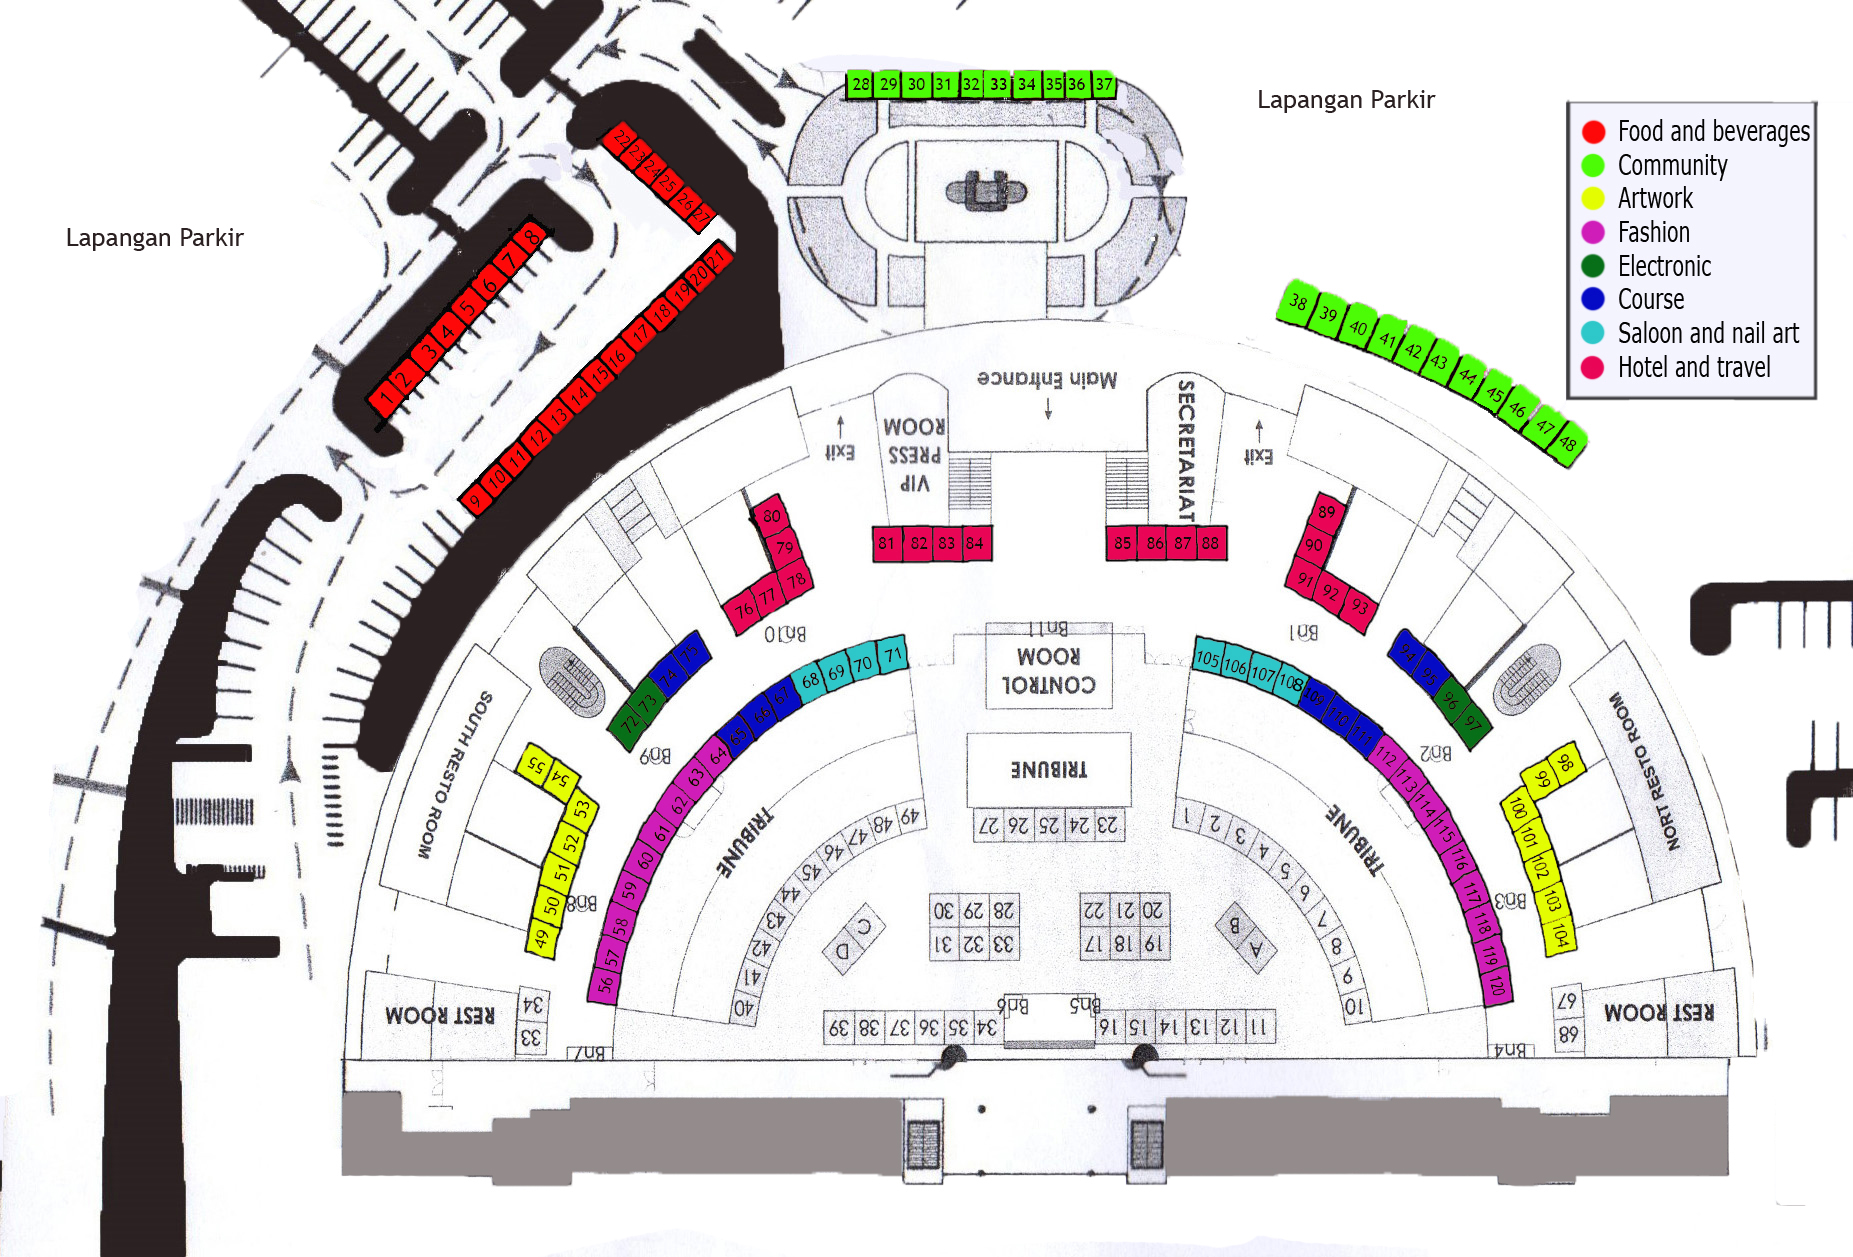 Lapangan Parkir
Lapangan Parkir
Food and beverages
Community
Artwork
Fashion
Electronic
Course
Saloon and nail art
Hotel and travel
28 29 30 31 32 33 34 35 36 37
22 23 24 25 26 27
1 2 3 4 5 6 7 8
9 10 11 12 13 14 15 16 17 18 19 20 21
38 39 40 41 42 43 44 45 46 47 48
Main Entrance
Exit
VIP
PRESS
ROOM
SECRETARIAT
Exit
80
79
78
76 77
81 82 83 84
85 86 87 88
89
90
91 92 93
Bn10
Bn11
Bn1
CONTROL
ROOM
72 73 74 75
68 69 70 71
65 66 67
105 106 107 108
109 110 111
94 95 96 97
Bn9
Bn2
SOUTH RESTO ROOM
NORT RESTO ROOM
55 54
53
52
51
50
49
Bn8
56 57 58 59 60 61 62 63 64
112 113 114 115 116 117 118 119 120
98
99
100
101
102
103
104
Bn3
TRIBUNE
TRIBUNE
TRIBUNE
23 24 25 26 27
40 41 42 43 44 45 46 47 48 49
1 2 3 4 5 6 7 8 9 10
28 29 30
33 32 31
20 21 22
19 18 17
C
D
A
B
REST ROOM
34
33
REST ROOM
67
68
Bn6
Bn5
34 35 36 37 38 39
11 12 13 14 15 16
Bn7
Bn4